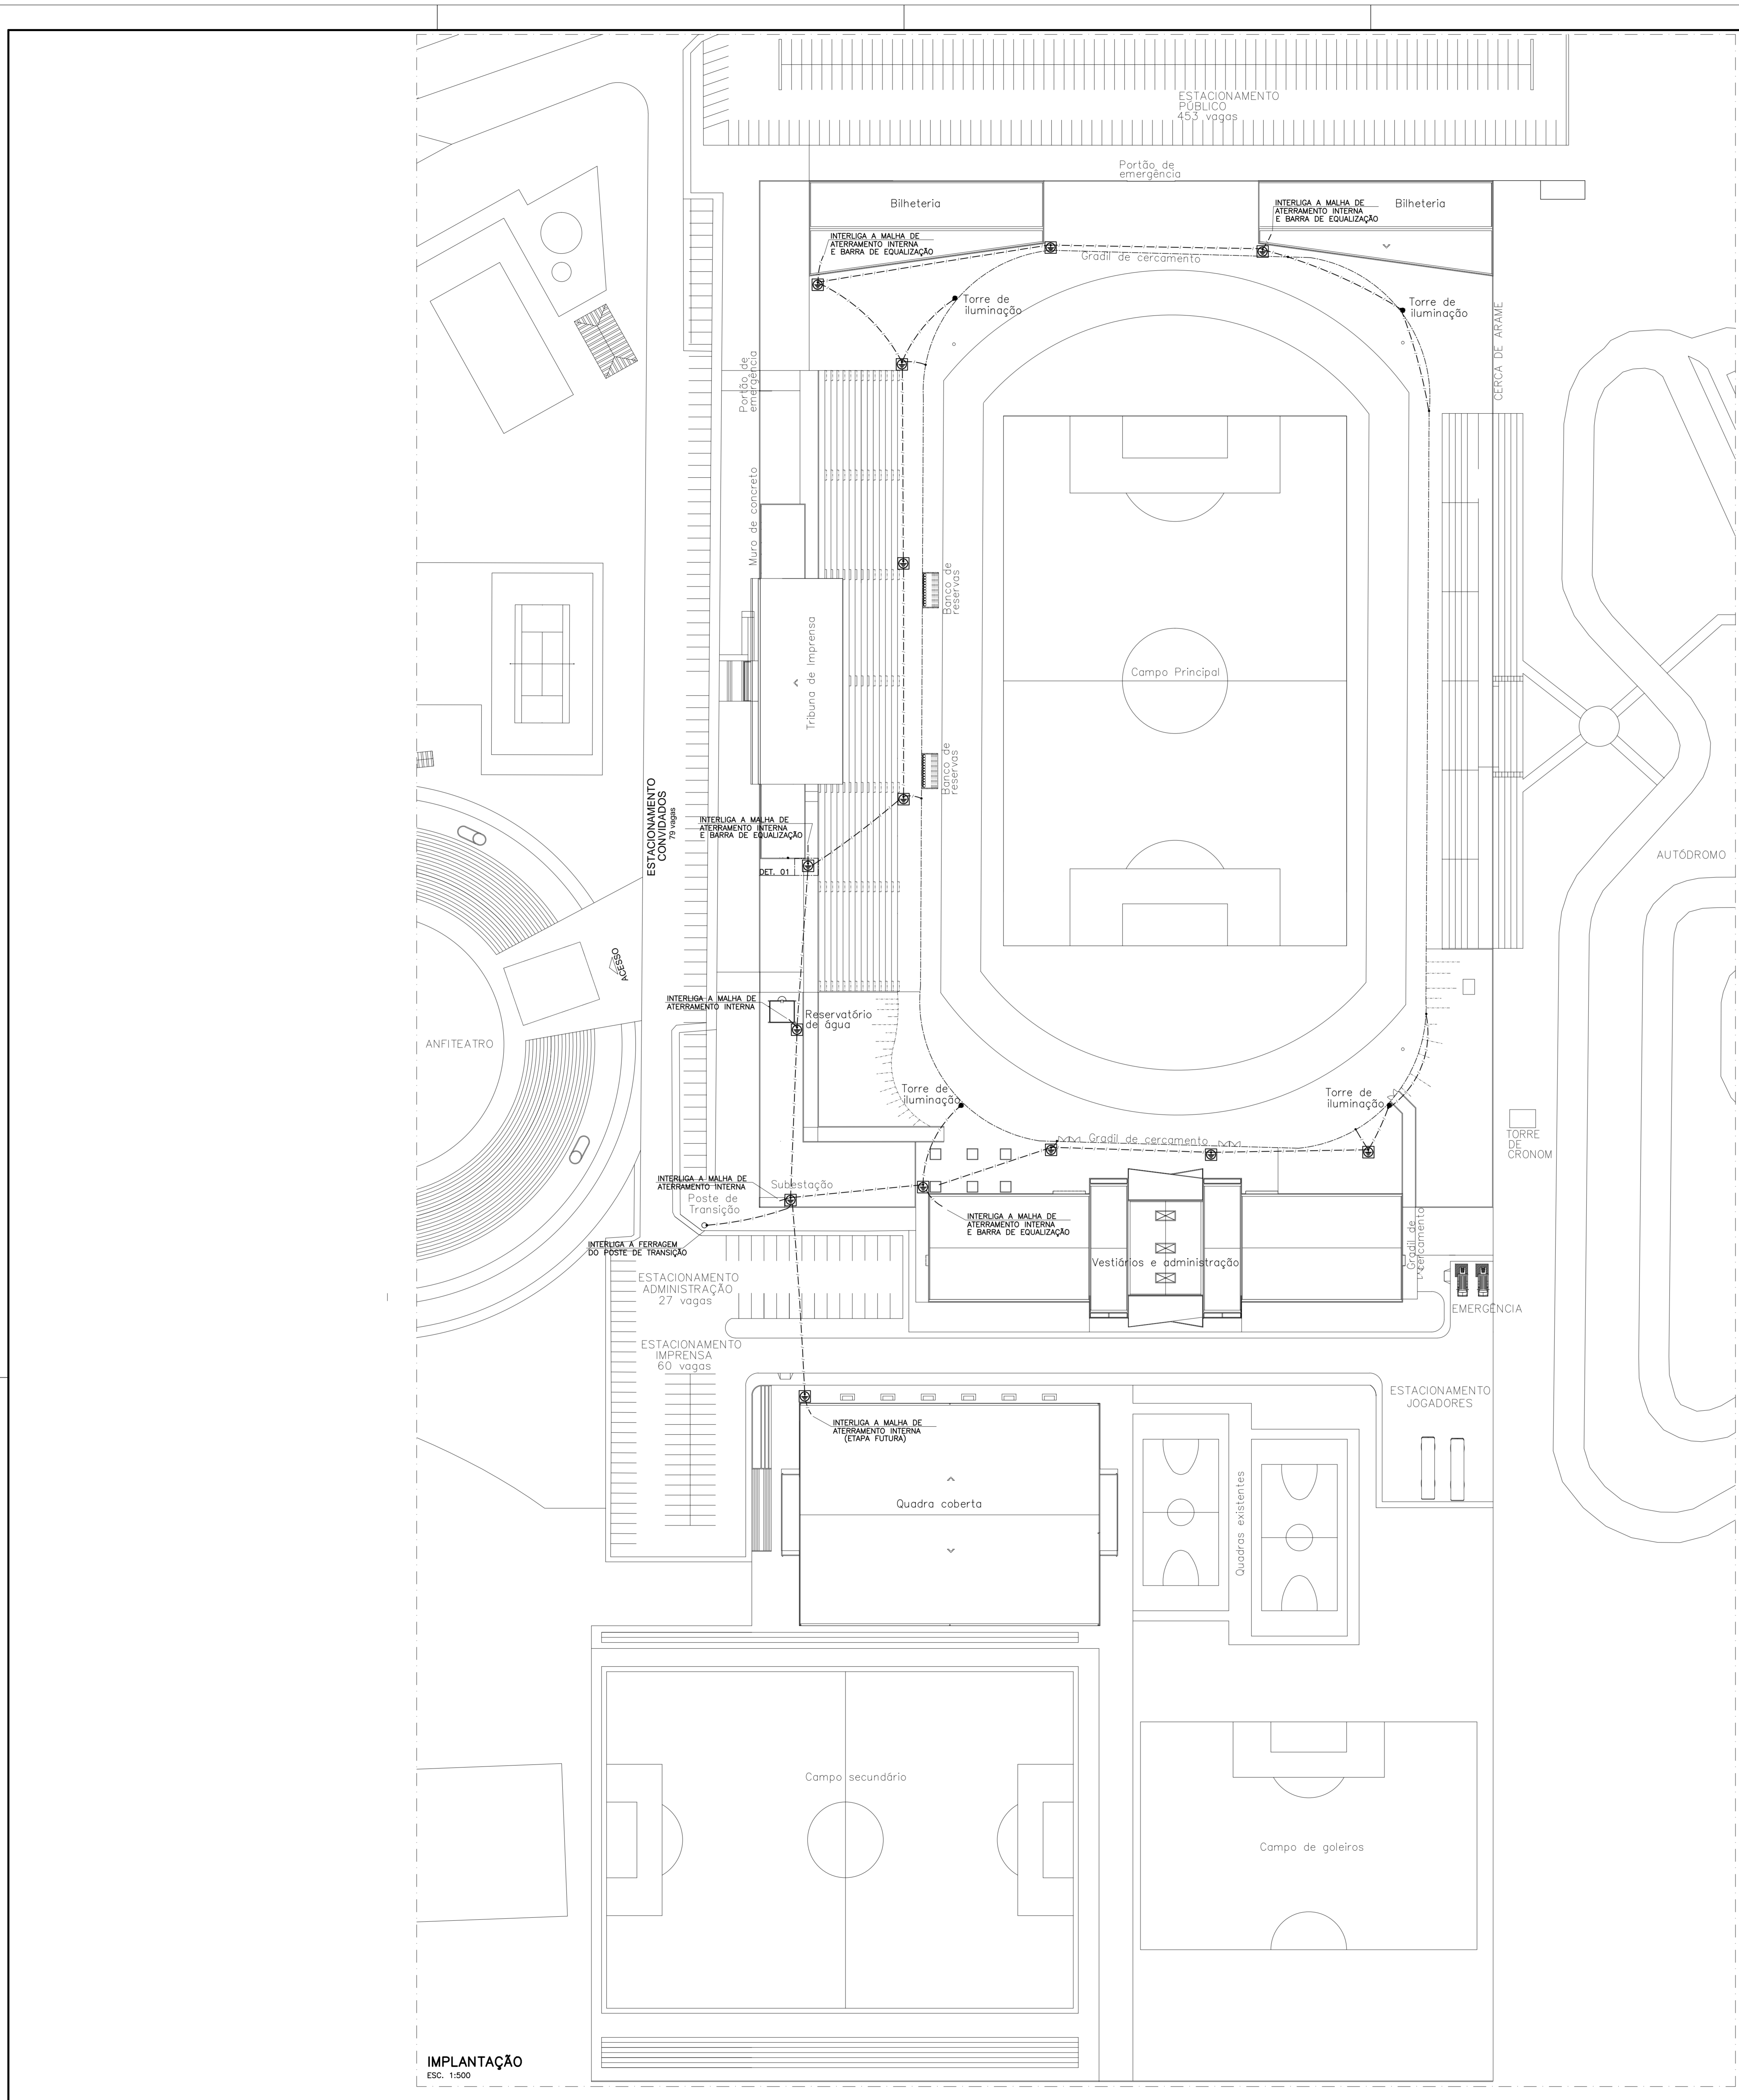 ESTACIONAMENTO
PÚBLICO
453 vagas
Portão de
emergência
Bilheteria
INTERLIGA A MALHA DE
ATERRAMENTO INTERNA
E BARRA DE EQUALIZAÇÃO
Bilheteria
INTERLIGA A MALHA DE
ATERRAMENTO INTERNA
E BARRA DE EQUALIZAÇÃO
Gradil de cercamento
Torre de
iluminação
Torre de
iluminação
CERCA DE ARAME
Portão de
emergência
Muro de concreto
Banco de
reservas
Tribuna de Imprensa
Campo Principal
Banco de
reservas
ESTACIONAMENTO
CONVIDADOS
79 vagas
INTERLIGA A MALHA DE
ATERRAMENTO INTERNA
E BARRA DE EQUALIZAÇÃO
DET. 01
AUTÓDROMO
ACESSO
INTERLIGA A MALHA DE
ATERRAMENTO INTERNA
Reservatório
de água
ANFITEATRO
Torre de
iluminação
Torre de
iluminação
TORRE
DE
CRONOM
Gradil de cercamento
INTERLIGA A MALHA DE
ATERRAMENTO INTERNA
Subestação
Poste de
Transição
INTERLIGA A MALHA DE
ATERRAMENTO INTERNA
E BARRA DE EQUALIZAÇÃO
Gradil de
cercamento
INTERLIGA A FERRAGEM
DO POSTE DE TRANSIÇÃO
Vestiários e administração
ESTACIONAMENTO
ADMINISTRAÇÃO
27 vagas
EMERGÊNCIA
ESTACIONAMENTO
IMPRENSA
60 vagas
ESTACIONAMENTO
JOGADORES
INTERLIGA A MALHA DE
ATERRAMENTO INTERNA
(ETAPA FUTURA)
Quadra coberta
Quadras existentes
Campo secundário
Campo de goleiros
IMPLANTAÇÃO
ESC. 1:500